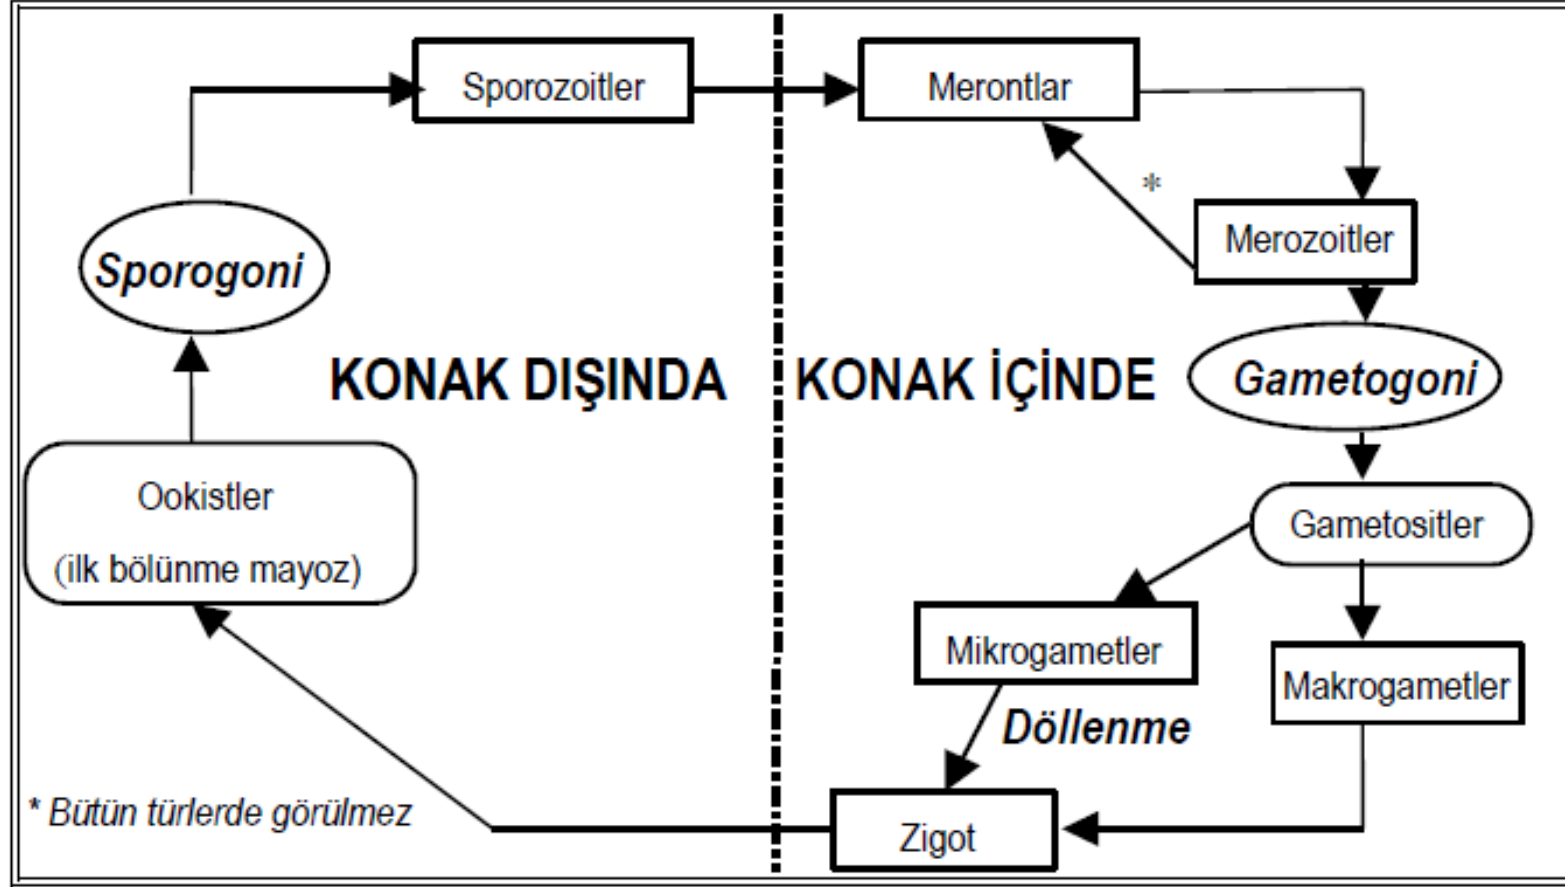 Sporozoitler
Merontlar
*
Merozoitler
Sporogoni
KONAK DIŞINDA
KONAK İÇİNDE
Gametogoni
Ookistler
(ilk bölünme mayoz)
Gametositler
Mikrogametler
Makrogametler
Döllenme
* Bütün türlerde görülmez
Zigot